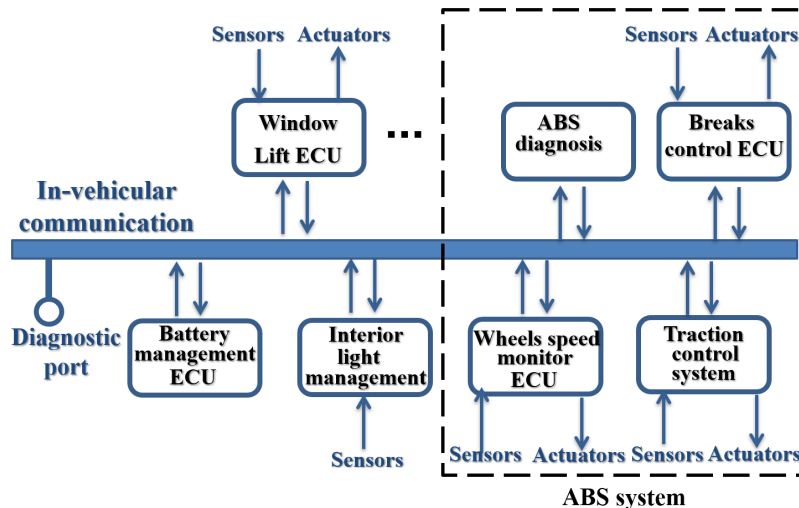 Sensors Actuators
Sensors Actuators
Window
Lift ECU
...
ABS
diagnosis
Breaks
control ECU
In-vehicular
communication
Diagnostic
port
Battery
management
ECU
Interior
light
management
Wheels speed
monitor
ECU
Traction
control
system
Sensors
Sensors
Actuators
Sensors
Actuators
ABS system